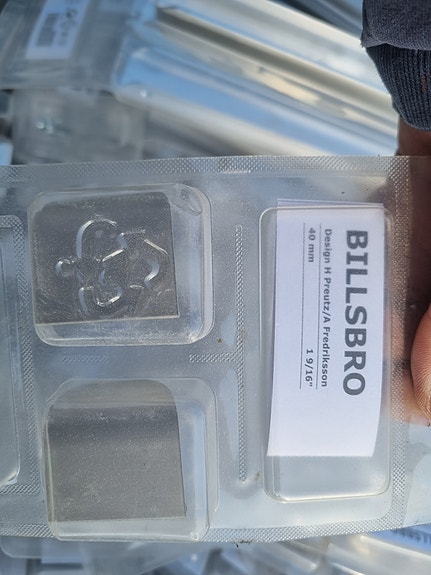 BILLSBRO
Design H Preutz/A Fredriksson
40 mm 1 9/16"